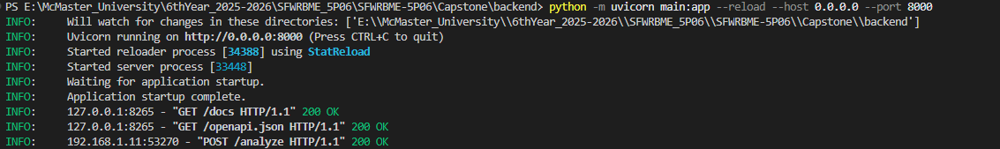 PS E:\McMaster_University\6thYear_2025-2026\SFWRBME_5P06\SFWRBME-5P06\Capstone\backend> python -m uvicorn main:app --reload --host 0.0.0.0 --port 8000
INFO:     Will watch for changes in these directories: ['E:\\McMaster_University\\6thYear_2025-2026\\SFWRBME_5P06\\SFWRBME-5P06\\Capstone\\backend']
INFO:     Uvicorn running on http://0.0.0.0:8000 (Press CTRL+C to quit)
INFO:     Started reloader process [34388] using StatReload
INFO:     Started server process [33448]
INFO:     Waiting for application startup.
INFO:     Application startup complete.
INFO:     127.0.0.1:8265 - "GET /docs HTTP/1.1" 200 OK
INFO:     127.0.0.1:8265 - "GET /openapi.json HTTP/1.1" 200 OK
INFO:     192.168.1.11:53270 - "POST /analyze HTTP/1.1" 200 OK